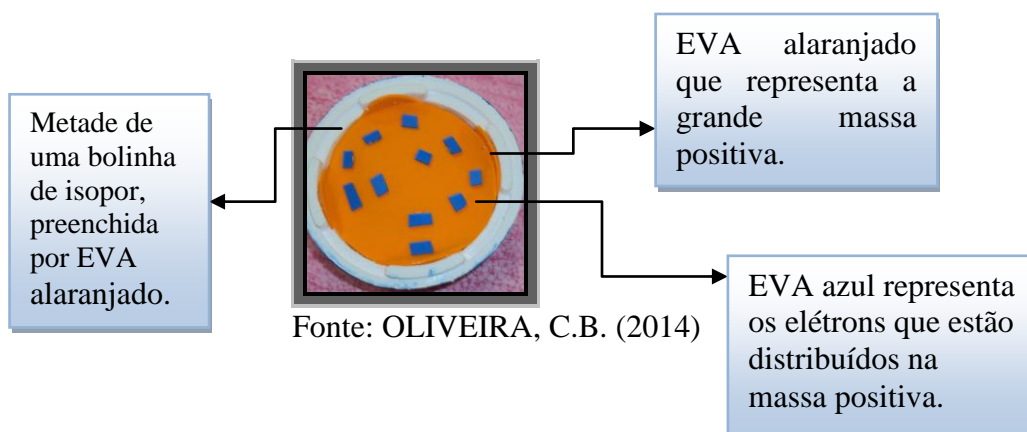 Metade de
uma bolinha
de isopor,
preenchida
por EVA
alaranjado.
EVA alaranjado
que representa a
grande massa
positiva.
EVA azul representa
os elétrons que estão
distribuídos na
massa positiva.
Fonte: OLIVEIRA, C.B. (2014)